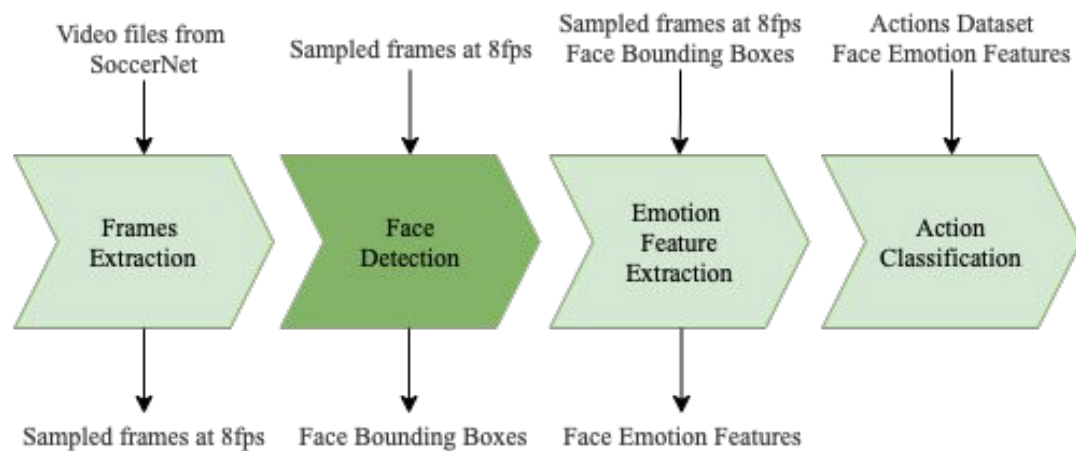 Video files from
SoccerNet
Sampled frames at 8fps
Sampled frames at 8fps
Face Bounding Boxes
Actions Dataset
Face Emotion Features
Frames
Extraction
Face
Detection
Emotion
Feature
Extraction
Action
Classification
Sampled frames at 8fps
Face Bounding Boxes
Face Emotion Features